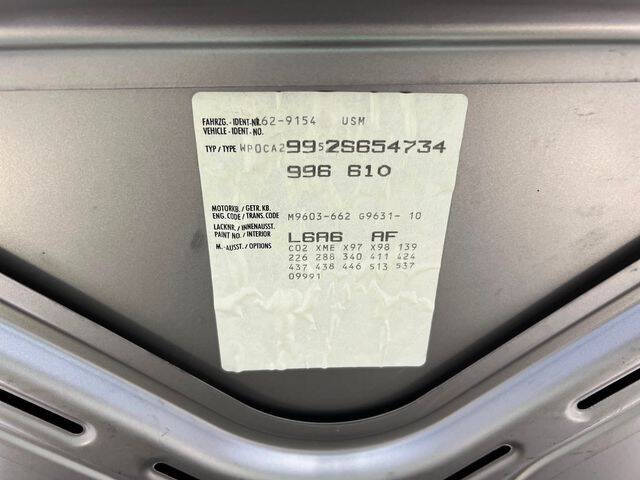 FAHRZG.-IDENT-NR. 62-9154 USM
VEHICLE-IDENT-NO.
TYP / TYPE WP0CA2995 2S654734
996 610
MOTORKB. / GETR. KB.
ENG. CODE / TRANS. CODE M9603-662 G9631- 10
LACKNR. / INNENAUSST.
PAINT NO. / INTERIOR L6A6 AF
M. AUSST. / OPTIONS C02 XME X97 X98 139
226 288 340 411 424
437 438 446 513 537
09991